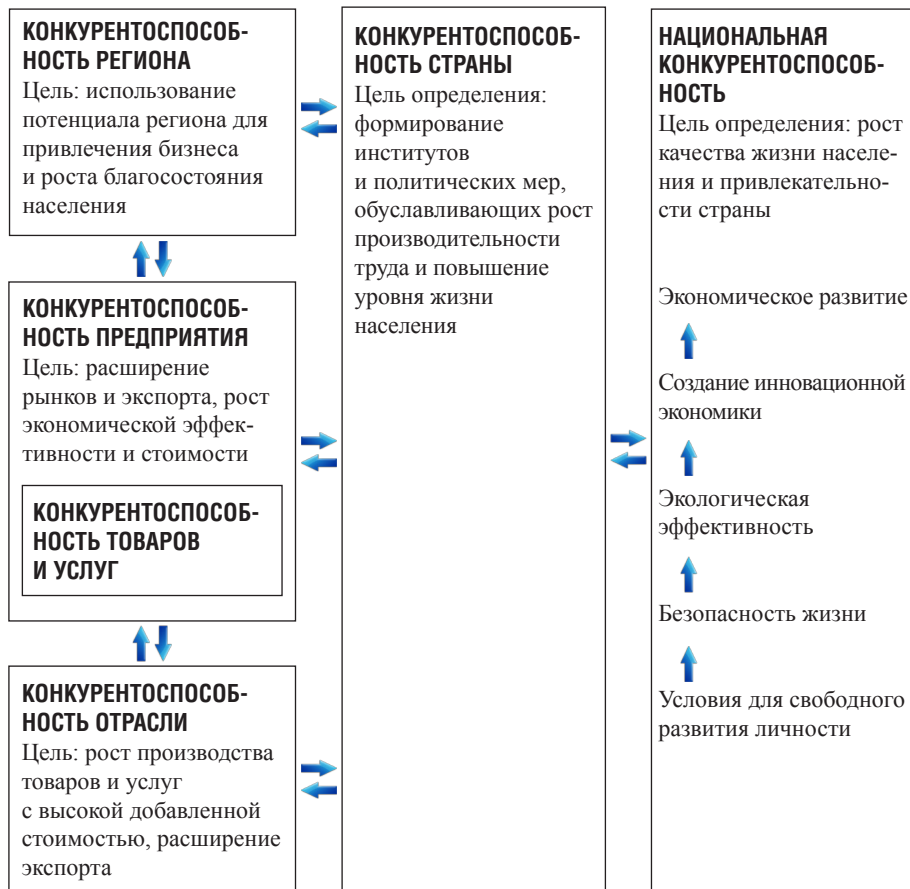 КОНКУРЕНТОСПОСОБ-
НОСТЬ РЕГИОНА
Цель: использование
потенциала региона для
привлечения бизнеса
и роста благосостояния
населения
КОНКУРЕНТОСПОСОБ-
НОСТЬ ПРЕДПРИЯТИЯ
Цель: расширение
рынков и экспорта, рост
экономической эффек-
тивности и стоимости
КОНКУРЕНТОСПОСОБ-
НОСТЬ ТОВАРОВ
И УСЛУГ
КОНКУРЕНТОСПОСОБ-
НОСТЬ ОТРАСЛИ
Цель: рост производства
товаров и услуг
с высокой добавленной
стоимостью, расширение
экспорта
КОНКУРЕНТОСПОСОБ-
НОСТЬ СТРАНЫ
Цель определения:
формирование
институтов
и политических мер,
обуславливающих рост
производительности
труда и повышение
уровня жизни
населения
НАЦИОНАЛЬНАЯ
КОНКУРЕНТОСПОСОБ-
НОСТЬ
Цель определения: рост
качества жизни населе-
ния и привлекательно-
сти страны
Экономическое развитие
Создание инновационной
экономики
Экологическая
эффективность
Безопасность жизни
Условия для свободного
развития личности